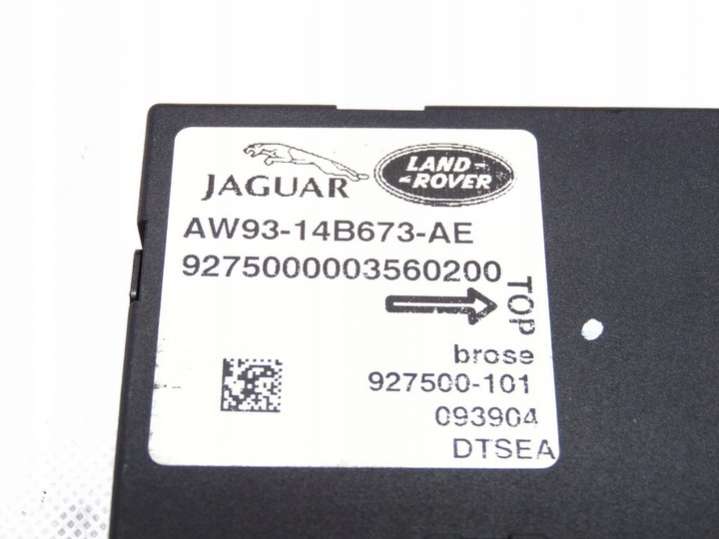 JAGUAR
LAND-
-ROVER
AW93-14B673-AE
9275000003560200
TOP
brose
927500-101
093904
DTSEA